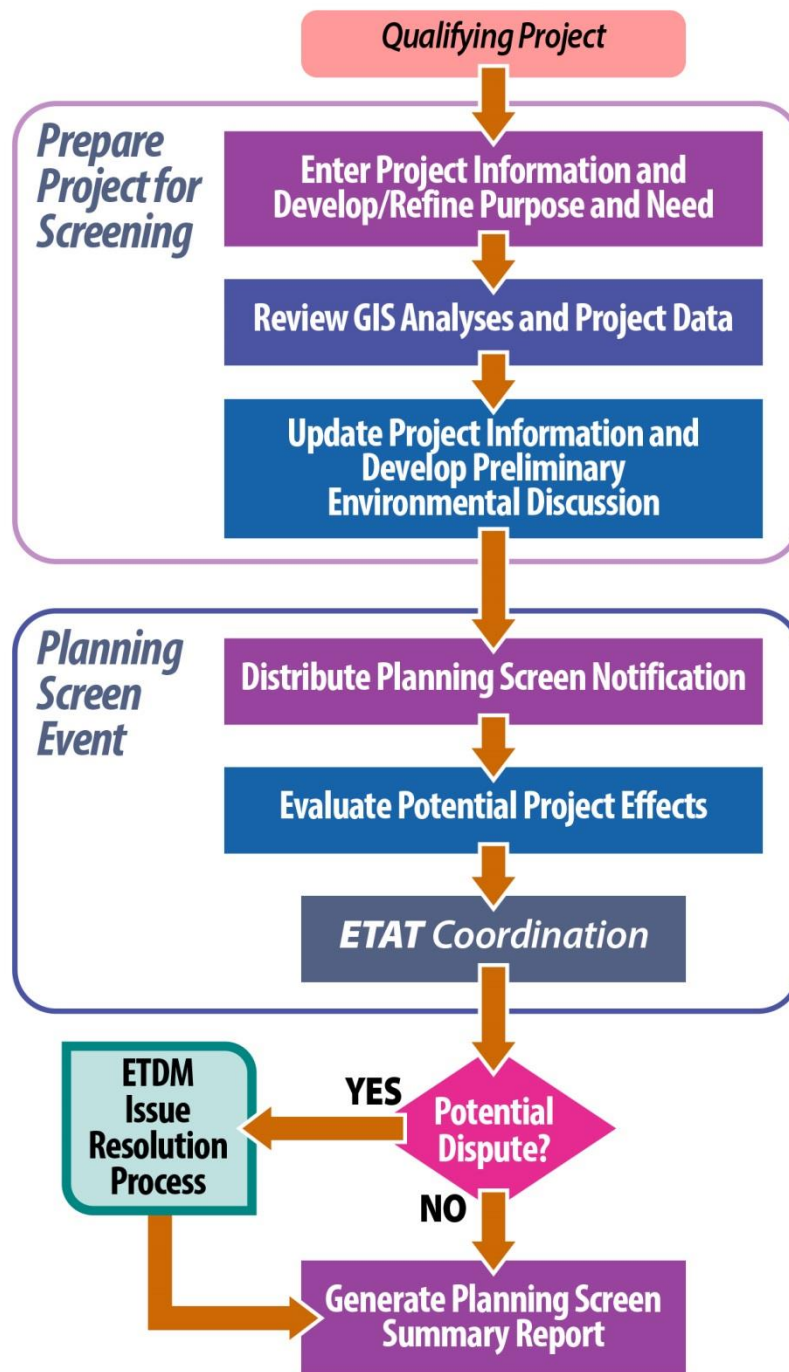 Qualifying Project
Prepare
Project for
Screening
Enter Project Information and
Develop/Refine Purpose and Need
Review GIS Analyses and Project Data
Update Project Information and
Develop Preliminary
Environmental Discussion
Planning
Screen
Event
Distribute Planning Screen Notification
Evaluate Potential Project Effects
ETAT Coordination
Potential
Dispute?
YES
ETDM
Issue
Resolution
Process
NO
Generate Planning Screen
Summary Report